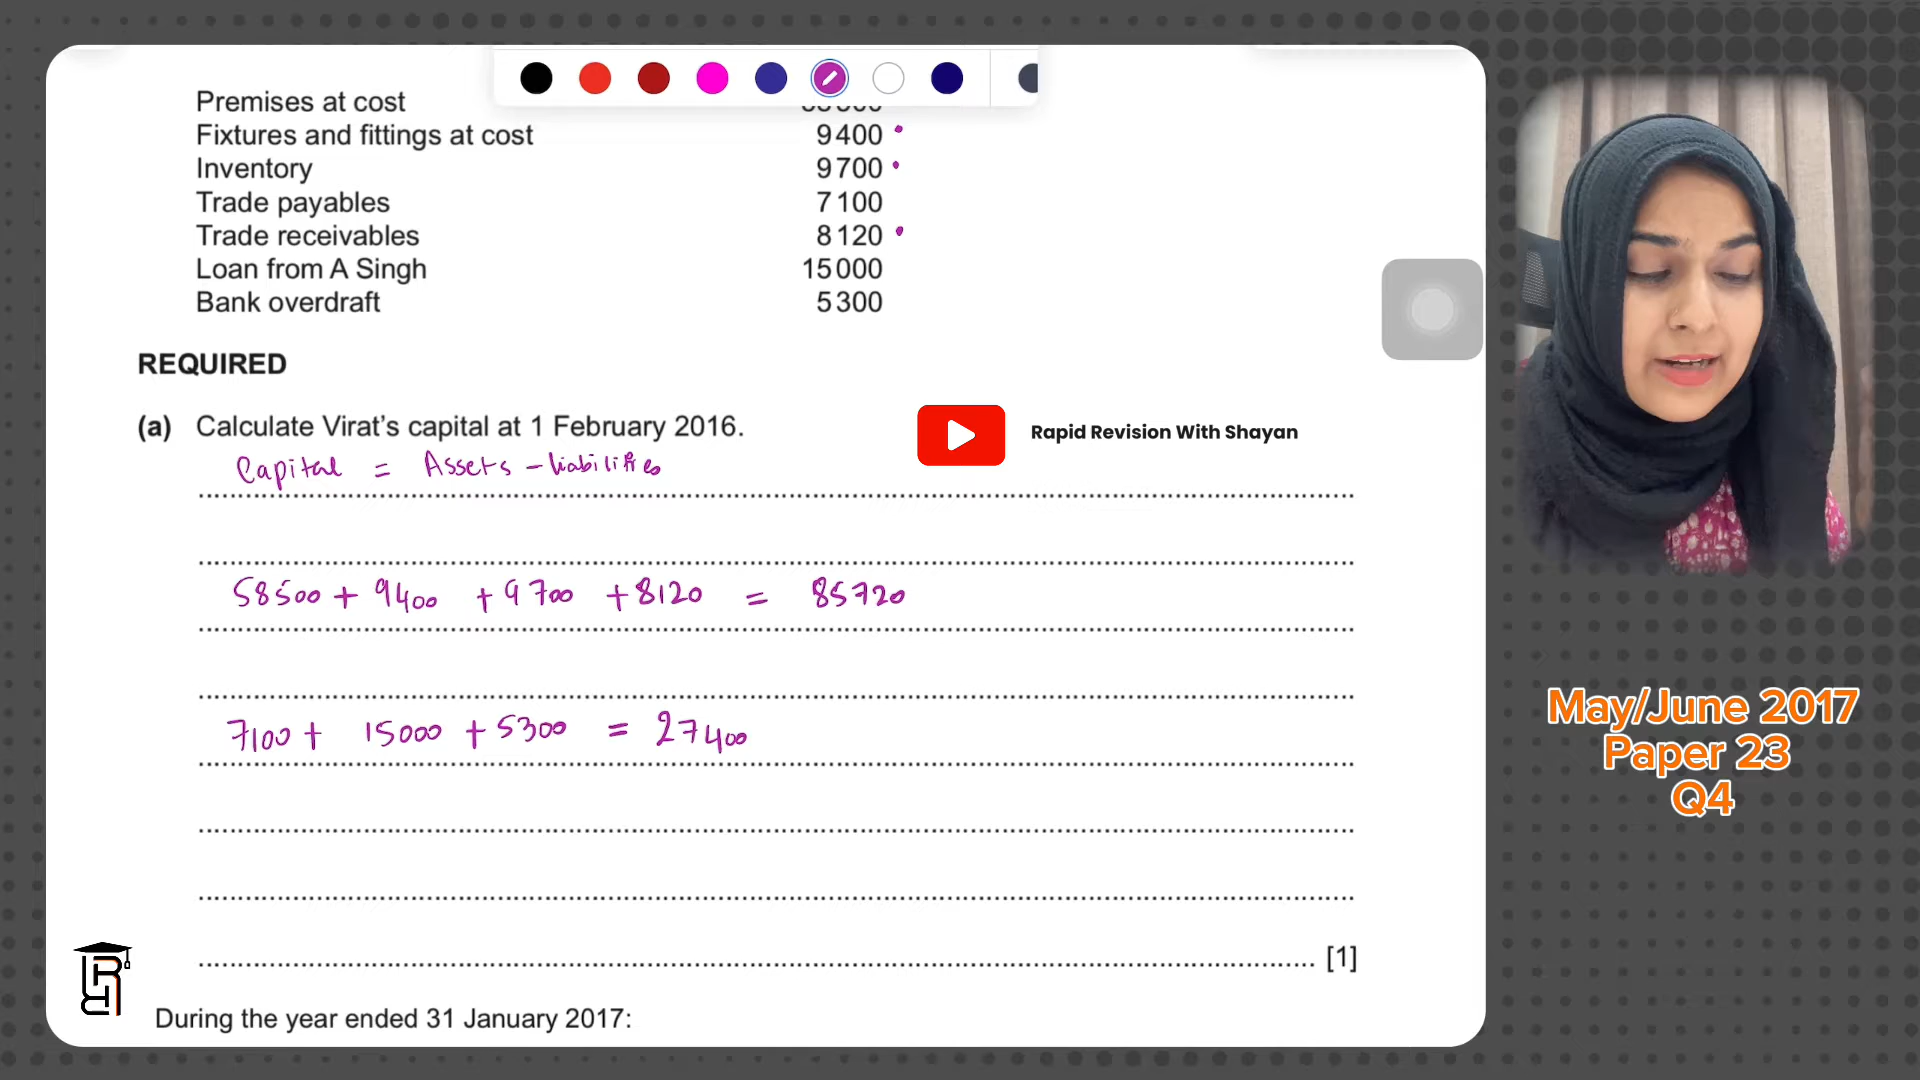 Premises at cost
Fixtures and fittings at cost 9400
Inventory 9700
Trade payables 7100
Trade receivables 8120
Loan from A Singh 15000
Bank overdraft 5300
REQUIRED
(a) Calculate Virat's capital at 1 February 2016.
Rapid Revision With Shayan
Capital = Assets - liabilities
58500 + 9400 + 9700 + 8120 = 85720
7100 + 15000 + 5300 = 27400
[1]
During the year ended 31 January 2017:
May/June 2017
Paper 23
Q4